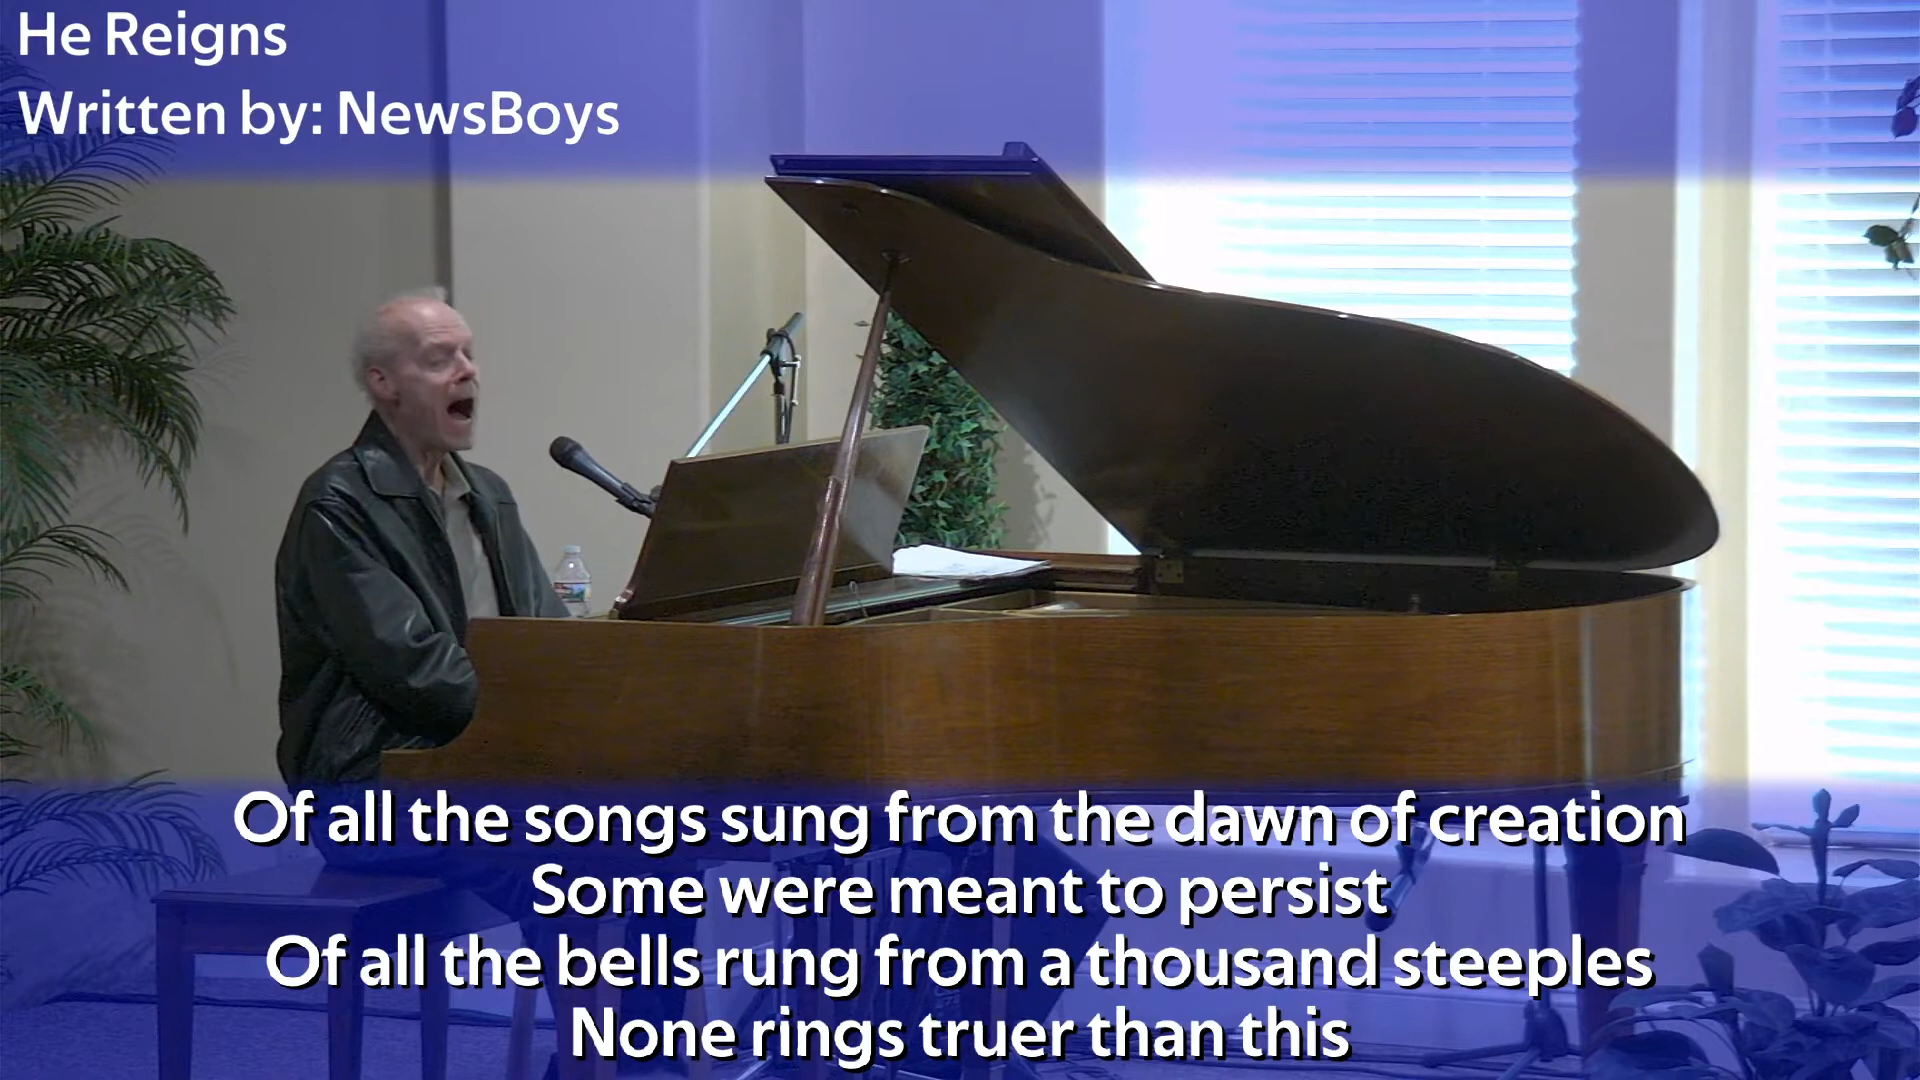 He Reigns
Written by: NewsBoys
Of all the songs sung from the dawn of creation
Some were meant to persist
Of all the bells rung from a thousand steeples
None rings truer than this